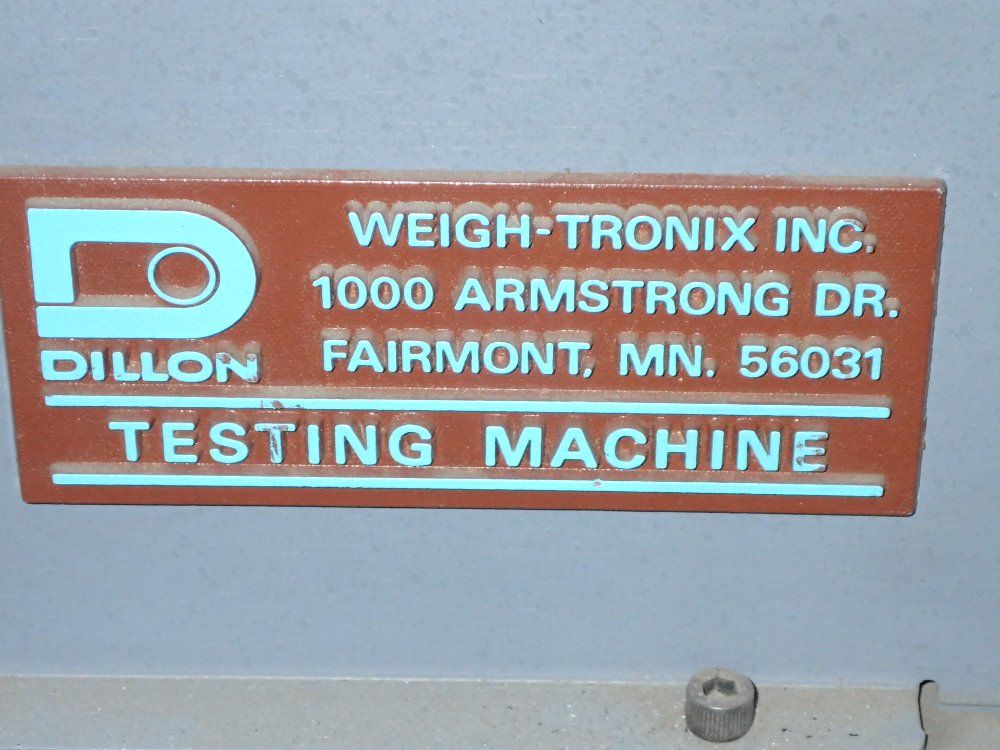 WEIGH-TRONIX INC.
1000 ARMSTRONG DR.
FAIRMONT, MN. 56031
DILLON
TESTING MACHINE